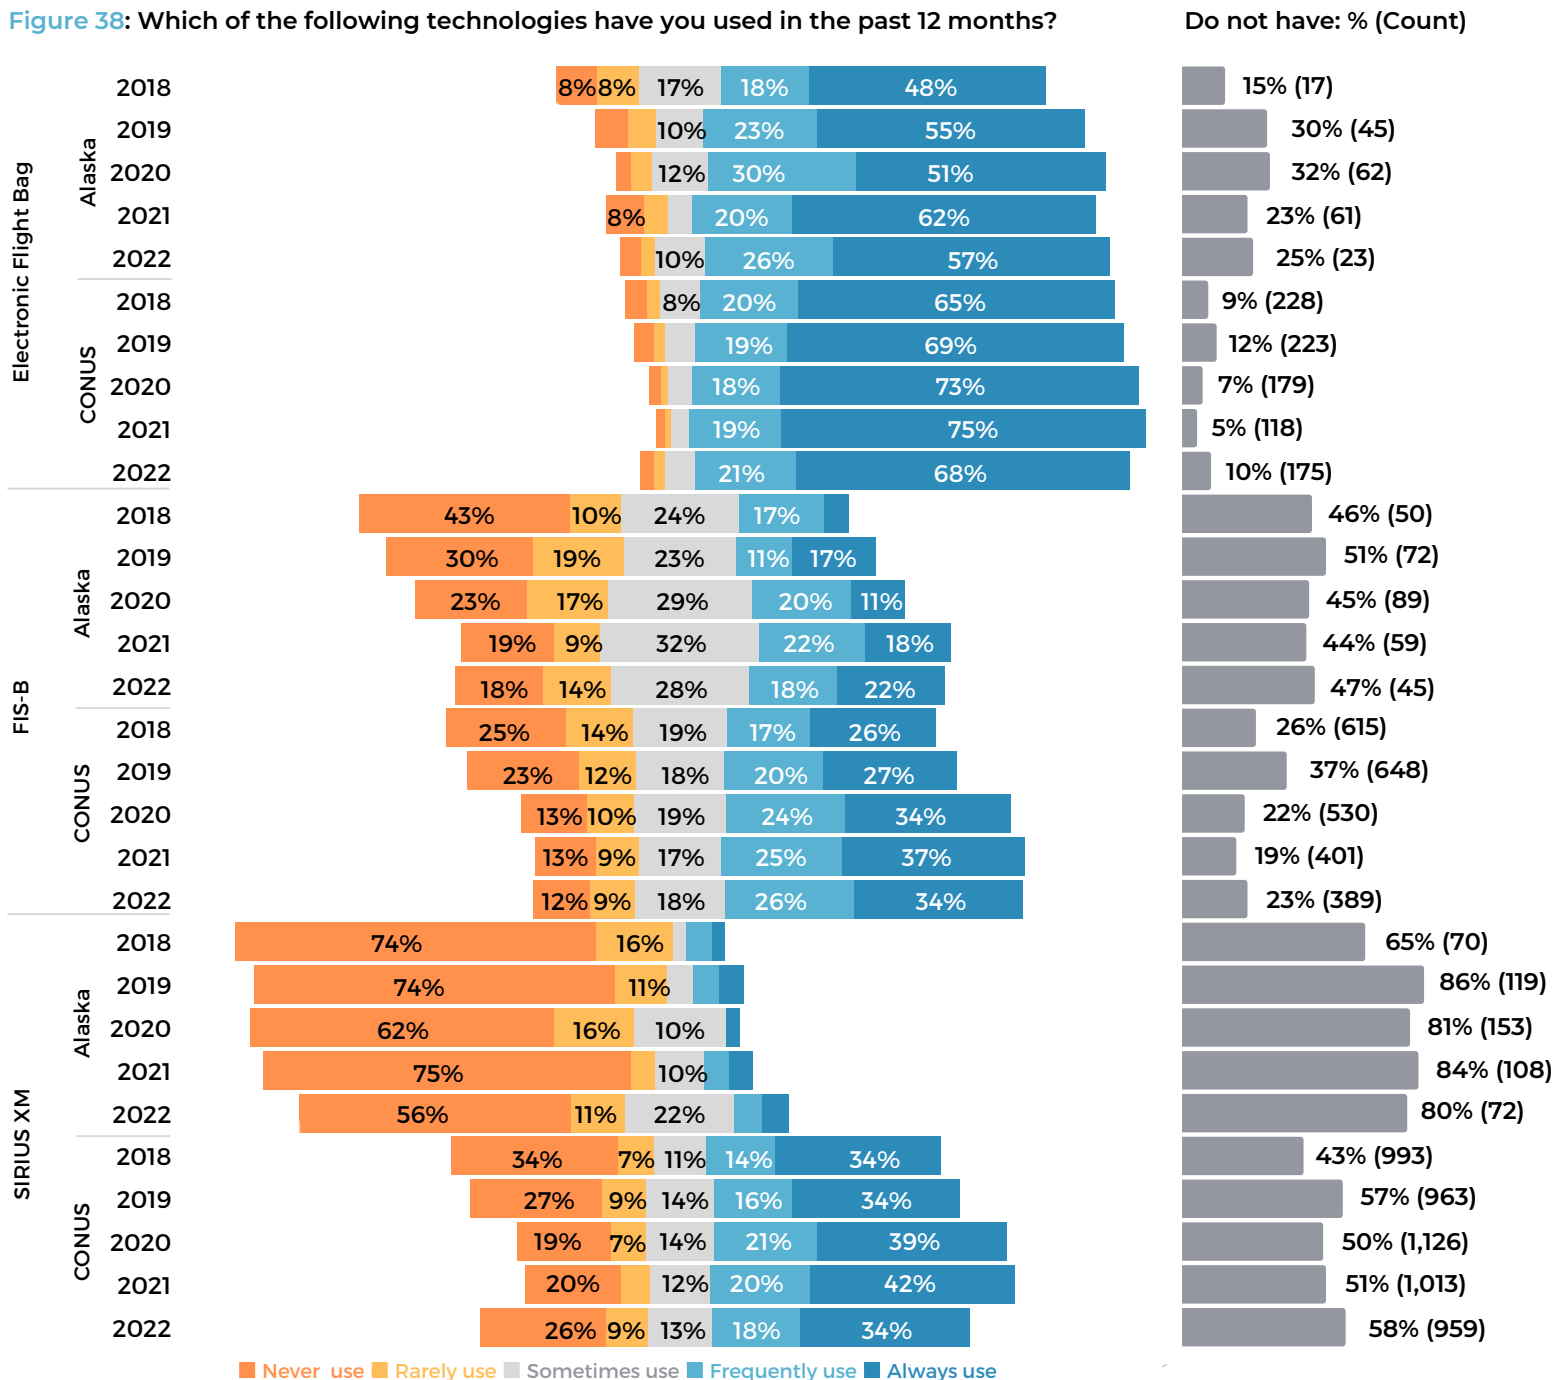 Figure 38: Which of the following technologies have you used in the past 12 months?
Do not have: % (Count)
Electronic Flight Bag
Alaska
2018 8% 8% 17% 18% 48% 15% (17)
2019 10% 23% 55% 30% (45)
2020 12% 30% 51% 32% (62)
2021 8% 20% 62% 23% (61)
2022 10% 26% 57% 25% (23)
CONUS
2018 8% 20% 65% 9% (228)
2019 19% 69% 12% (223)
2020 18% 73% 7% (179)
2021 19% 75% 5% (118)
2022 21% 68% 10% (175)
FIS-B
Alaska
2018 43% 10% 24% 17% 46% (50)
2019 30% 19% 23% 11% 17% 51% (72)
2020 23% 17% 29% 20% 11% 45% (89)
2021 19% 9% 32% 22% 18% 44% (59)
2022 18% 14% 28% 18% 22% 47% (45)
CONUS
2018 25% 14% 19% 17% 26% 26% (615)
2019 23% 12% 18% 20% 27% 37% (648)
2020 13% 10% 19% 24% 34% 22% (530)
2021 13% 9% 17% 25% 37% 19% (401)
2022 12% 9% 18% 26% 34% 23% (389)
SIRIUS XM
Alaska
2018 74% 16% 65% (70)
2019 74% 11% 86% (119)
2020 62% 16% 10% 81% (153)
2021 75% 10% 84% (108)
2022 56% 11% 22% 80% (72)
CONUS
2018 34% 7% 11% 14% 34% 43% (993)
2019 27% 9% 14% 16% 34% 57% (963)
2020 19% 7% 14% 21% 39% 50% (1,126)
2021 20% 12% 20% 42% 51% (1,013)
2022 26% 9% 13% 18% 34% 58% (959)
Never use Rarely use Sometimes use Frequently use Always use